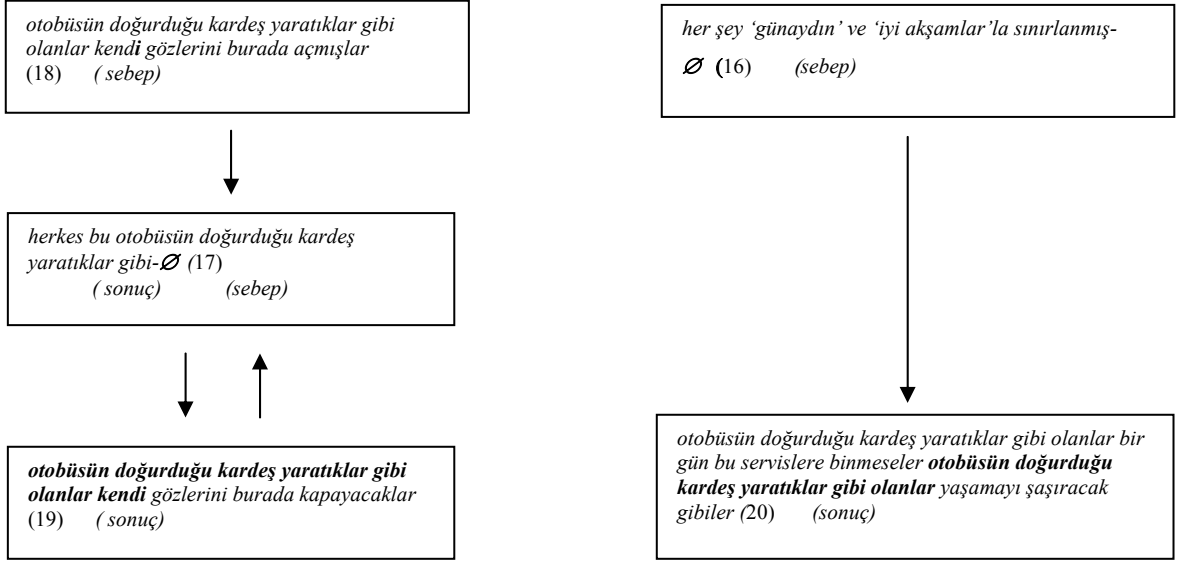 otobüsün doğurduğu kardeş yaratıklar gibi
olanlar kendi gözlerini burada açmışlar
(18) ( sebep)
herkes bu otobüsün doğurduğu kardeş
yaratıklar gibi-∅ (17)
( sonuç) (sebep)
otobüsün doğurduğu kardeş yaratıklar gibi
olanlar kendi gözlerini burada kapayacaklar
(19) ( sonuç)
her şey ‘günaydın’ ve ‘iyi akşamlar’la sınırlanmış-
∅ (16) (sebep)
otobüsün doğurduğu kardeş yaratıklar gibi olanlar bir
gün bu servislere binmeseler otobüsün doğurduğu
kardeş yaratıklar gibi olanlar yaşamayı şaşıracak
gibiler (20) (sonuç)